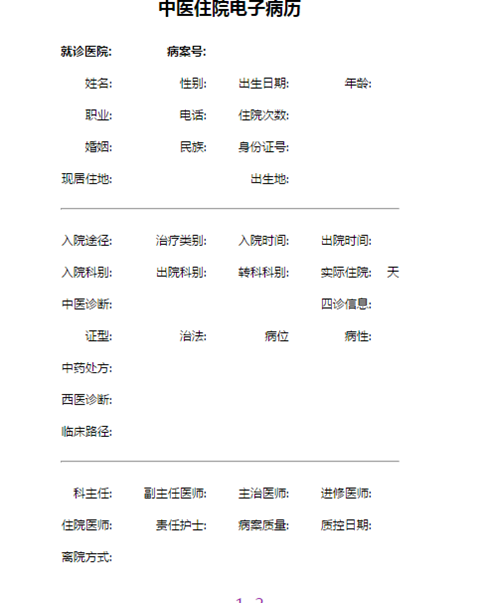 中医住院电子病历
就诊医院: 病案号:
姓名: 性别: 出生日期: 年龄:
职业: 电话: 住院次数:
婚姻: 民族: 身份证号:
现居住地: 出生地:
入院途径: 治疗类别: 入院时间: 出院时间:
入院科别: 出院科别: 转科科别: 实际住院: 天
中医诊断: 四诊信息:
证型: 治法: 病位 病性:
中药处方:
西医诊断:
临床路径:
科主任: 副主任医师: 主治医师: 进修医师:
住院医师: 责任护士: 病案质量: 质控日期:
离院方式:
1 2